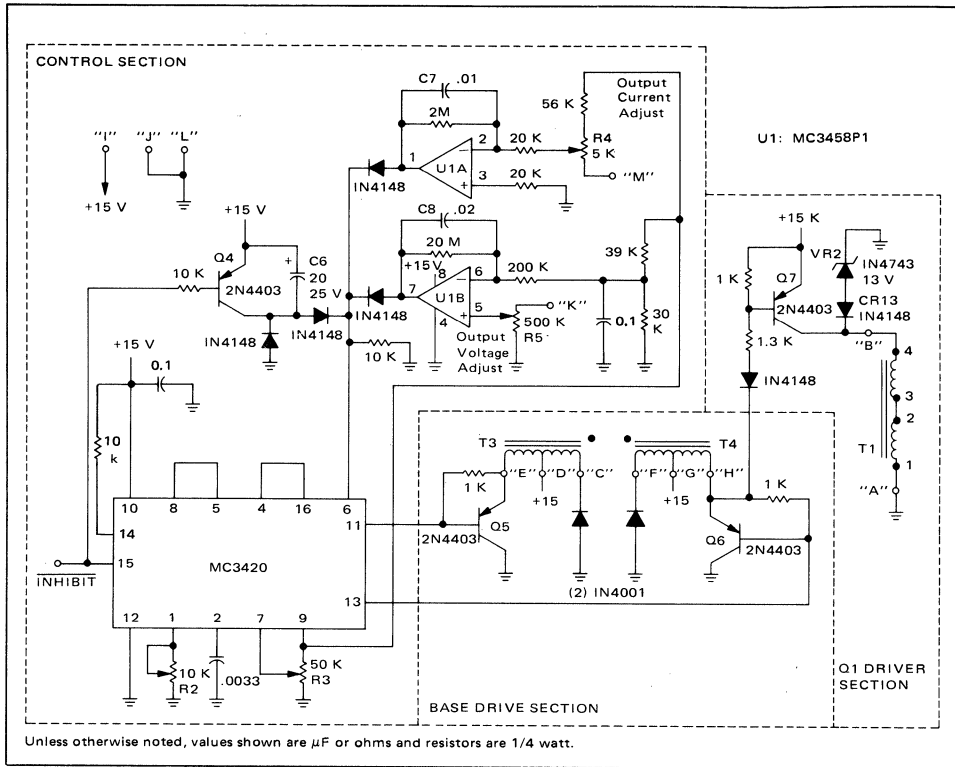 CONTROL SECTION
"I"
"J"
"L"
+15 V
C7
.01
2M
1
2
3
U1A
20 K
20 K
IN4148
56 K
Output
Current
Adjust
R4
5 K
"M"
U1: MC3458P1
+15 V
Q4
2N4403
10 K
+
C6
20
25 V
IN4148
IN4148
C8
.02
20 M
+15V
8
7
6
5
4
U1B
IN4148
200 K
"K"
500 K
R5
Output
Voltage
Adjust
10 K
0.1
39 K
30
K
+15 K
VR2
IN4743
13 V
Q7
2N4403
CR13
IN4148
1 K
1.3 K
IN4148
"B"
4
3
2
1
T1
"A"
+15 V
0.1
10
k
10
8
5
4
16
6
14
15
INHIBIT
MC3420
11
13
12
1
2
7
9
10 K
R2
.0033
50 K
R3
T3
T4
"E"
"D"
"C"
"F"
"G"
"H"
1 K
+15
+15
1 K
Q5
2N4403
Q6
2N4403
(2) IN4001
BASE DRIVE SECTION
Q1 DRIVER
SECTION
Unless otherwise noted, values shown are μF or ohms and resistors are 1/4 watt.